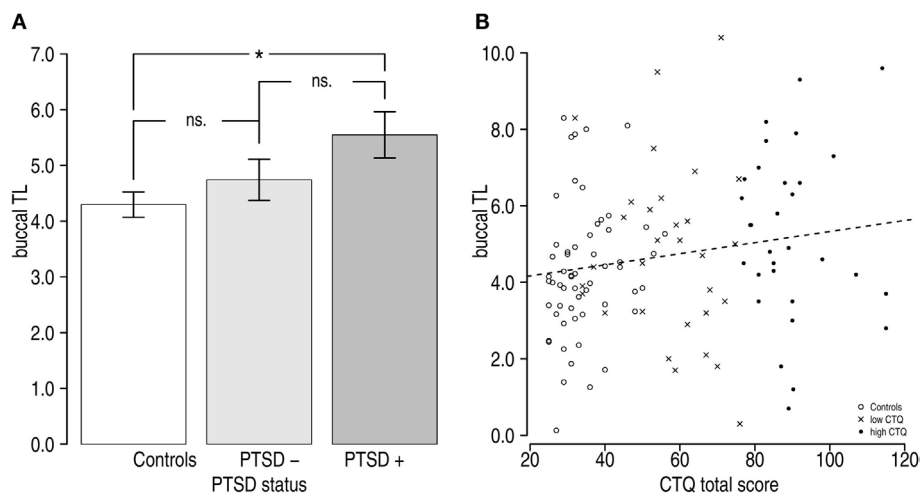 A
7.0
6.0
5.0
4.0
3.0
2.0
1.0
0.0
buccal TL
*
ns.
ns.
Controls PTSD – PTSD +
PTSD status
B
10.0
8.0
6.0
4.0
2.0
0.0
buccal TL
Controls
low CTQ
high CTQ
20 40 60 80 100 120
CTQ total score